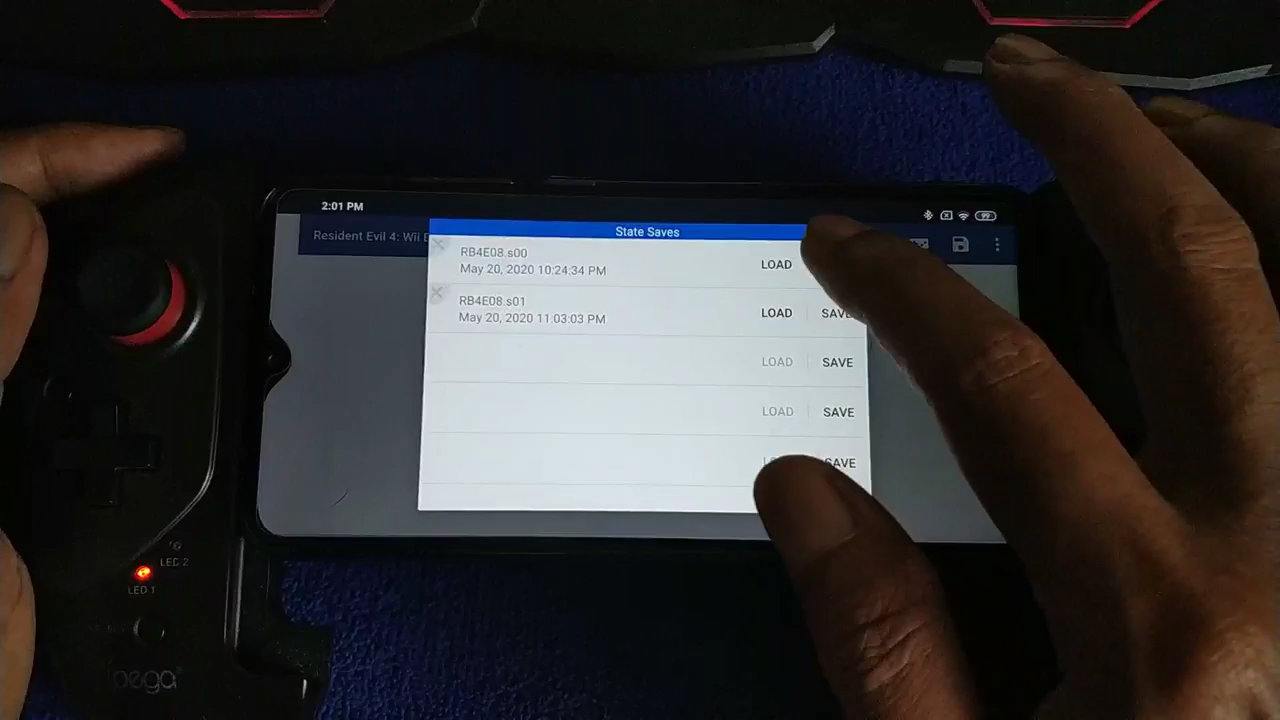 2:01 PM
99
Resident Evil 4: Wii
State Saves
RB4E08.s00
May 20, 2020 10:24:34 PM
LOAD
RB4E08.s01
May 20, 2020 11:03:03 PM
LOAD
SAVE
LOAD
SAVE
LOAD
SAVE
SAVE
LED 2
LED 1
ipega